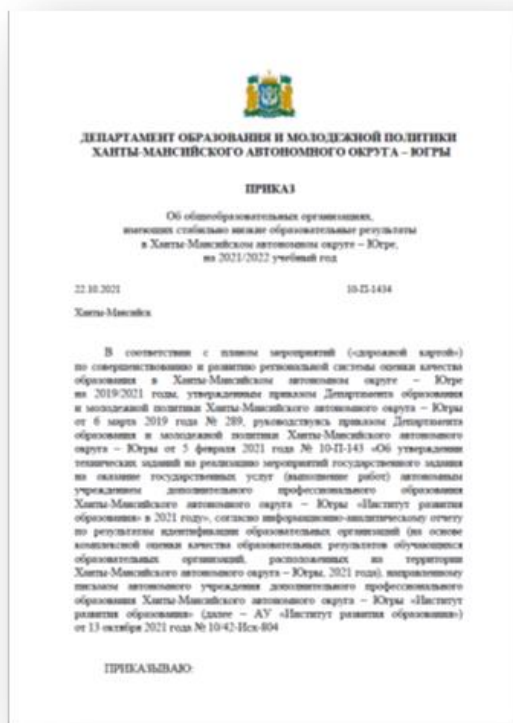 ДЕПАРТАМЕНТ ОБРАЗОВАНИЯ И МОЛОДЕЖНОЙ ПОЛИТИКИ
ХАНТЫ-МАНСИЙСКОГО АВТОНОМНОГО ОКРУГА – ЮГРЫ
ПРИКАЗ
Об общеобразовательных организациях,
имеющих стабильно низкие образовательные результаты
в Ханты-Мансийском автономном округе – Югре,
на 2021/2022 учебный год
22.10.2021 10-П-1434
Ханты-Мансийск
В соответствии с планом мероприятий («дорожной картой»)
по совершенствованию и развитию региональной системы оценки качества
образования в Ханты-Мансийском автономном округе – Югре
на 2019/2021 годы, утвержденным приказом Департамента образования
и молодежной политики Ханты-Мансийского автономного округа – Югры
от 6 марта 2019 года № 289, руководствуясь приказом Департамента
образования и молодежной политики Ханты-Мансийского автономного
округа – Югры от 5 февраля 2021 года № 10-П-143 «Об утверждении
технических заданий на реализацию мероприятий государственного задания
на оказание государственных услуг (выполнение работ) автономным
учреждением дополнительного профессионального образования
Ханты-Мансийского автономного округа – Югры «Институт развития
образования» в 2021 году», согласно информационно-аналитическому отчету
по результатам идентификации образовательных организаций (на основе
комплексной оценки качества образовательных результатов обучающихся
образовательных организаций, расположенных на территории
Ханты-Мансийского автономного округа – Югры, 2021 года), направленному
письмом автономного учреждения дополнительного профессионального
образования Ханты-Мансийского автономного округа – Югры «Институт
развития образования» (далее – АУ «Институт развития образования»)
от 13 октября 2021 года № 10/42-Исх-804
ПРИКАЗЫВАЮ: